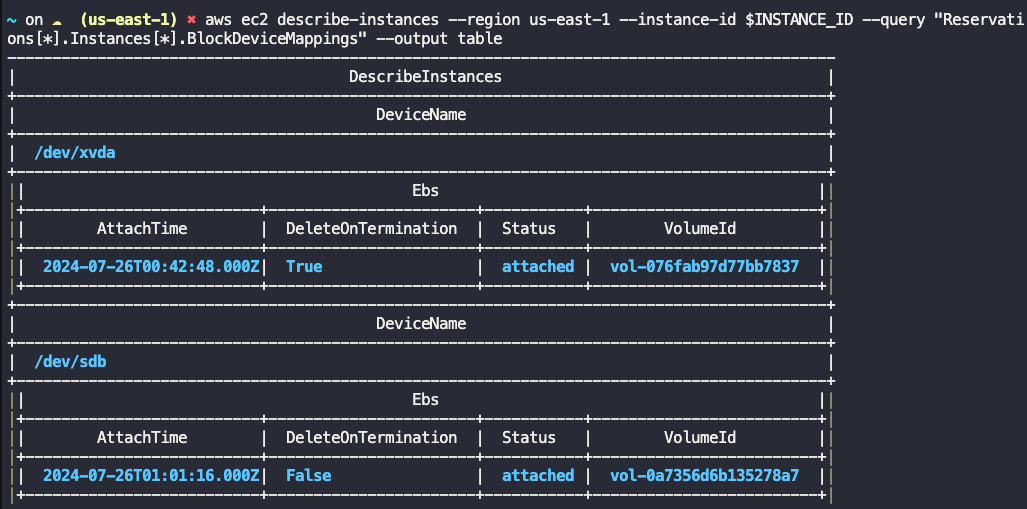 ~ on ☁ (us-east-1) ✖ aws ec2 describe-instances --region us-east-1 --instance-id $INSTANCE_ID --query "Reservati
ons[*].Instances[*].BlockDeviceMappings" --output table
DescribeInstances
DeviceName
/dev/xvda
Ebs
AttachTime | DeleteOnTermination | Status | VolumeId
2024-07-26T00:42:48.000Z| True | attached | vol-076fab97d77bb7837
DeviceName
/dev/sdb
Ebs
AttachTime | DeleteOnTermination | Status | VolumeId
2024-07-26T01:01:16.000Z| False | attached | vol-0a7356d6b135278a7